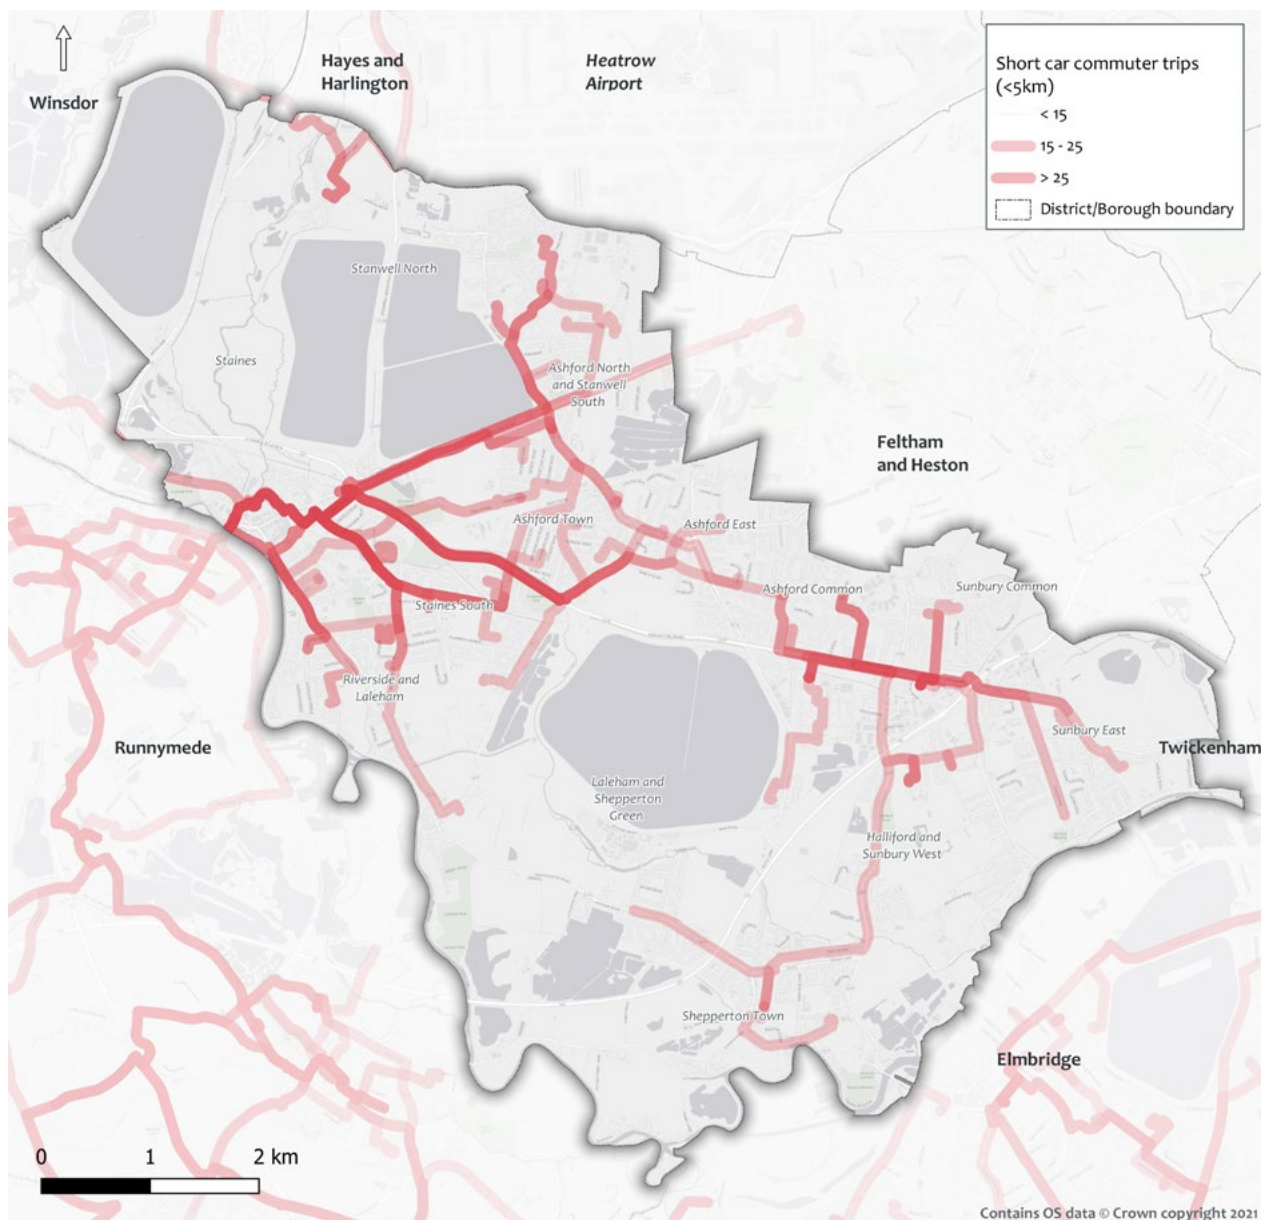 Hayes and
Harlington
Heatrow
Airport
Winsdor
Short car commuter trips
(<5km)
< 15
15 - 25
> 25
District/Borough boundary
Stanwell North
Staines
Ashford North
and Stanwell
South
Feltham
and Heston
Ashford Town
Ashford East
Ashford Common
Sunbury Common
Staines South
Riverside and
Laleham
Runnymede
Sunbury East
Twickenham
Laleham and
Shepperton
Green
Halliford and
Sunbury West
Shepperton Town
Elmbridge
0 1 2 km
Contains OS data © Crown copyright 2021